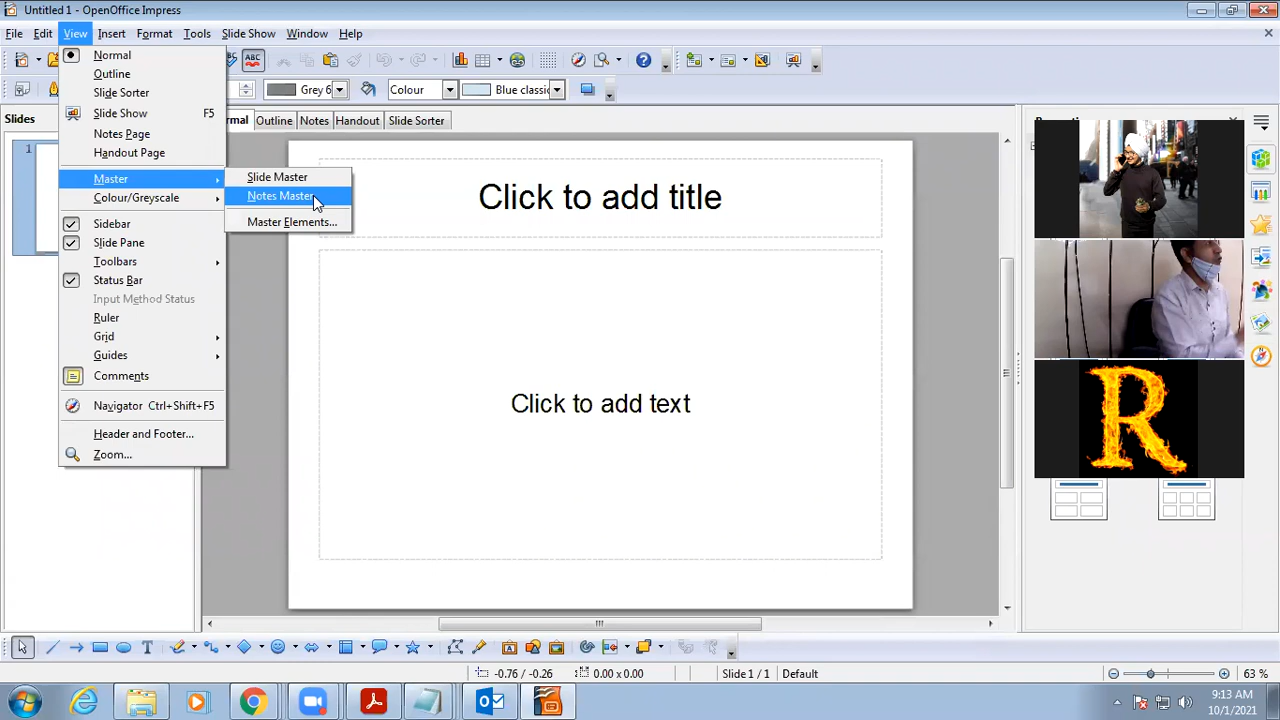 Untitled 1 - OpenOffice Impress
File Edit View Insert Format Tools Slide Show Window Help
Grey 6 Colour Blue classic
Normal
Outline
Slide Sorter
Slide Show F5
Notes Page
Handout Page
Master
Colour/Greyscale
Sidebar
Slide Pane
Toolbars
Status Bar
Input Method Status
Ruler
Grid
Guides
Comments
Navigator Ctrl+Shift+F5
Header and Footer...
Zoom...
Slide Master
Notes Master
Master Elements...
Slides
1
rmal Outline Notes Handout Slide Sorter
Click to add title
Click to add text
ABC
R
-0.76 / -0.26 0.00 x 0.00 Slide 1 / 1 Default 63 %
9:13 AM
10/1/2021